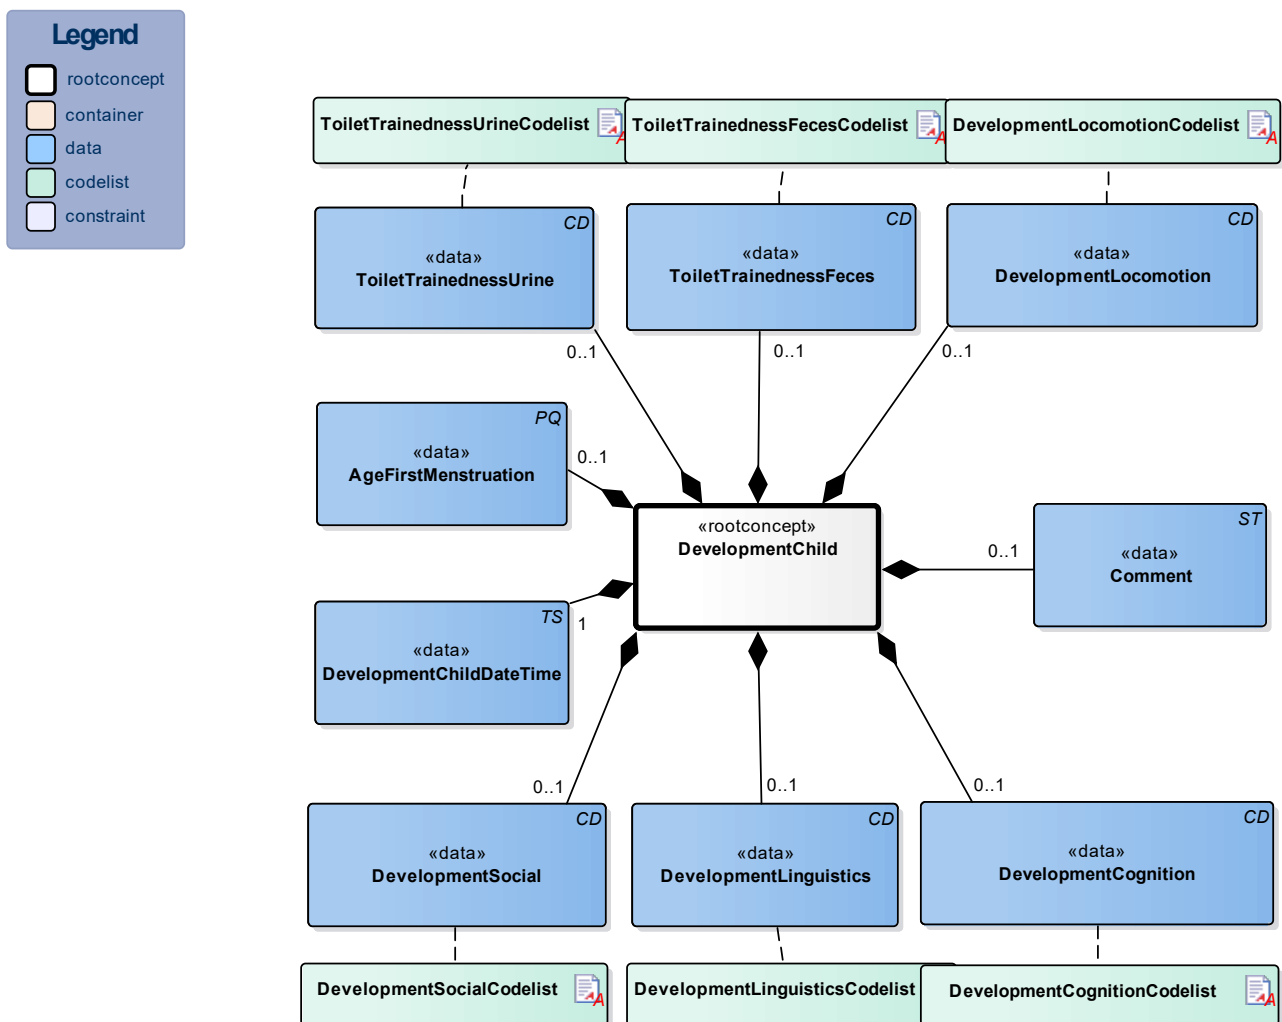 Legend
rootconcept
container
data
codelist
constraint
ToiletTrainednessUrineCodelist
ToiletTrainednessFecesCodelist
DevelopmentLocomotionCodelist
CD
«data»
ToiletTrainednessUrine
CD
«data»
ToiletTrainednessFeces
CD
«data»
DevelopmentLocomotion
0..1
0..1
0..1
PQ
«data»
AgeFirstMenstruation
0..1
«rootconcept»
DevelopmentChild
ST
«data»
Comment
0..1
TS
«data»
DevelopmentChildDateTime
1
0..1
0..1
0..1
CD
«data»
DevelopmentSocial
CD
«data»
DevelopmentLinguistics
CD
«data»
DevelopmentCognition
DevelopmentSocialCodelist
DevelopmentLinguisticsCodelist
DevelopmentCognitionCodelist